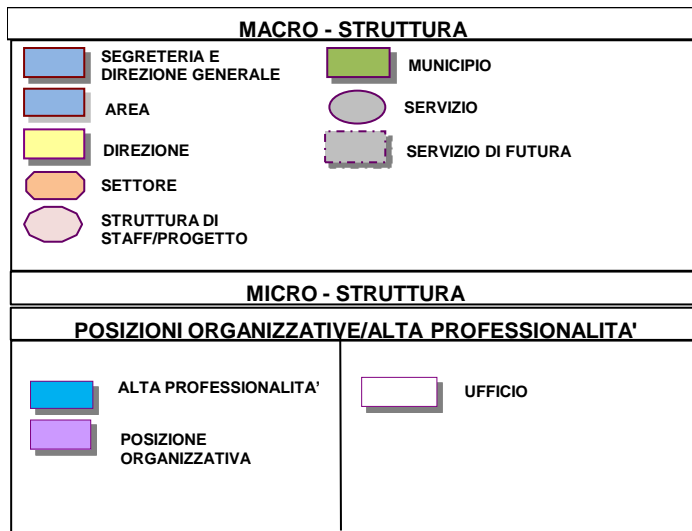 MACRO - STRUTTURA
SEGRETERIA E
DIREZIONE GENERALE
AREA
DIREZIONE
SETTORE
STRUTTURA DI
STAFF/PROGETTO
MUNICIPIO
SERVIZIO
SERVIZIO DI FUTURA
MICRO - STRUTTURA
POSIZIONI ORGANIZZATIVE/ALTA PROFESSIONALITA'
ALTA PROFESSIONALITA’
POSIZIONE
ORGANIZZATIVA
UFFICIO